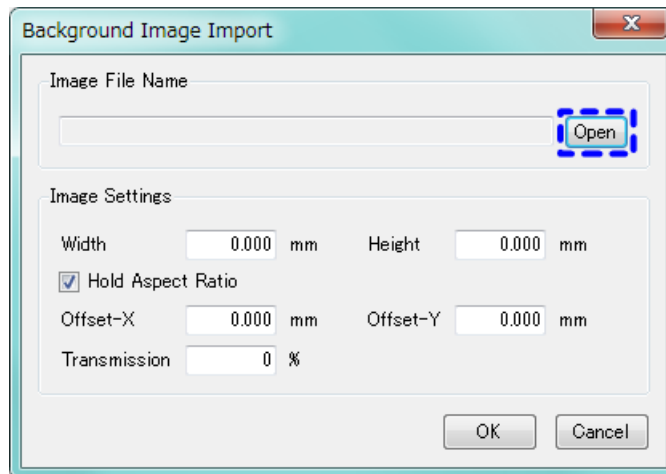 Background Image Import
Image File Name
Open
Image Settings
Width 0.000 mm Height 0.000 mm
Hold Aspect Ratio
Offset-X 0.000 mm Offset-Y 0.000 mm
Transmission 0 %
OK Cancel